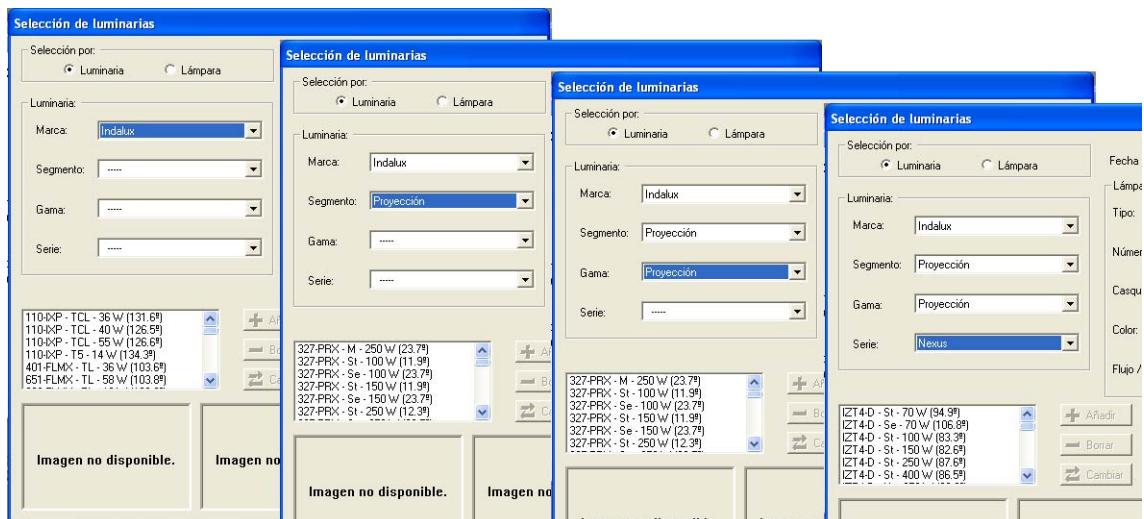 Selección de luminarias
Selección por:
Luminaria Lámpara
Luminaria:
Marca: Indalux
Segmento: -----
Gama: -----
Serie: -----
110-IXP - TCL - 36 W (131.6º)
110-IXP - TCL - 40 W (126.5º)
110-IXP - TCL - 55 W (126.6º)
110-IXP - T5 - 14 W (134.3º)
401-FLMX - TL - 36 W (103.6º)
651-FLMX - TL - 58 W (103.8º)
Imagen no disponible.
Imagen no
Selección de luminarias
Selección por:
Luminaria Lámpara
Luminaria:
Marca: Indalux
Segmento: Proyección
Gama: -----
Serie: -----
327-PRX - M - 250 W (23.7º)
327-PRX - St - 100 W (11.9º)
327-PRX - Se - 100 W (23.7º)
327-PRX - St - 150 W (11.9º)
327-PRX - Se - 150 W (23.7º)
327-PRX - St - 250 W (12.3º)
Imagen no disponible.
Imagen no
Selección de luminarias
Selección por:
Luminaria Lámpara
Luminaria:
Marca: Indalux
Segmento: Proyección
Gama: Proyección
Serie: -----
327-PRX - M - 250 W (23.7º)
327-PRX - St - 100 W (11.9º)
327-PRX - Se - 100 W (23.7º)
327-PRX - St - 150 W (11.9º)
327-PRX - Se - 150 W (23.7º)
327-PRX - St - 250 W (12.3º)
Selección de luminarias
Selección por:
Luminaria Lámpara
Luminaria:
Marca: Indalux
Segmento: Proyección
Gama: Proyección
Serie: Nexus
IZT4-D - St - 70 W (94.9º)
IZT4-D - Se - 70 W (106.8º)
IZT4-D - St - 100 W (83.3º)
IZT4-D - St - 150 W (82.6º)
IZT4-D - St - 250 W (87.6º)
IZT4-D - St - 400 W (86.5º)
Añadir
Borrar
Cambiar
Fecha
Lámpa
Tipo:
Númer
Casqu
Color:
Flujo /